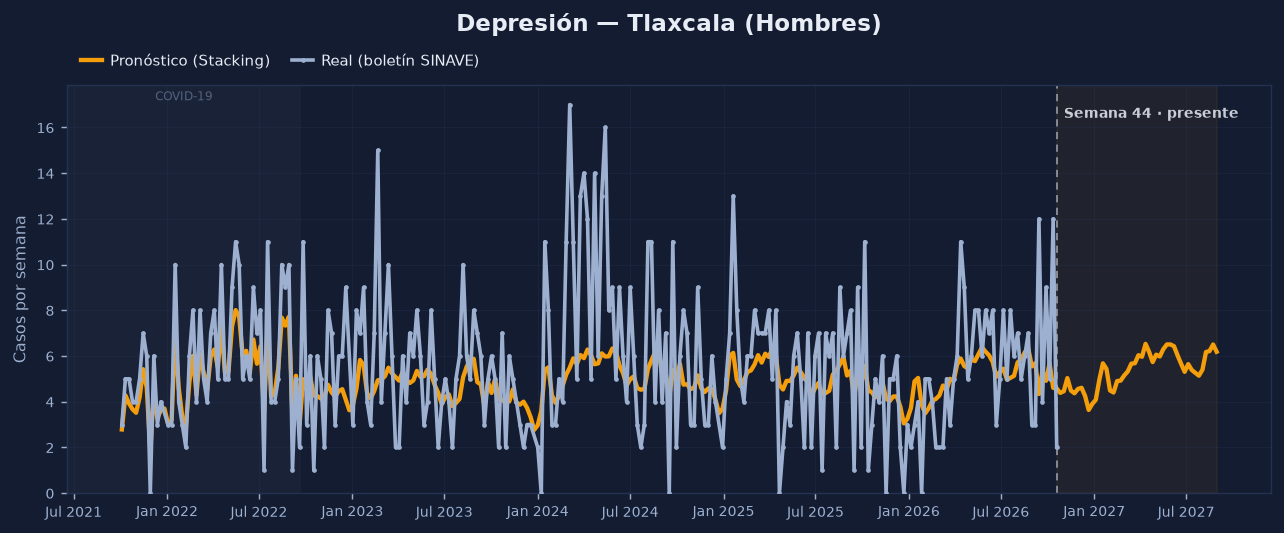 Depresión — Tlaxcala (Hombres)
Pronóstico (Stacking)
Real (boletín SINAVE)
COVID-19
Semana 44 · presente
Casos por semana
16
14
12
10
8
6
4
2
0
Jul 2021
Jan 2022
Jul 2022
Jan 2023
Jul 2023
Jan 2024
Jul 2024
Jan 2025
Jul 2025
Jan 2026
Jul 2026
Jan 2027
Jul 2027